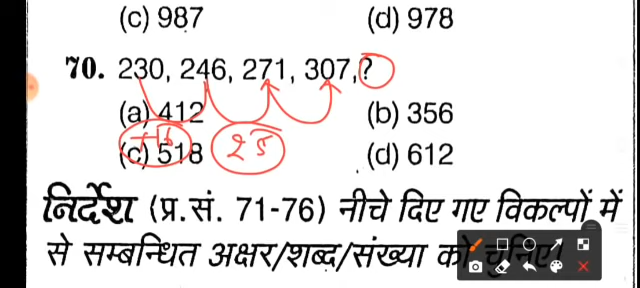 (c) 987 (d) 978
70. 230, 246, 271, 307, ?
(a) 412 (b) 356
+16 25
(c) 518 (d) 612
निर्देश (प्र.सं. 71-76) नीचे दिए गए विकल्पों में
से सम्बन्धित अक्षर/शब्द/संख्या को चुनिए।